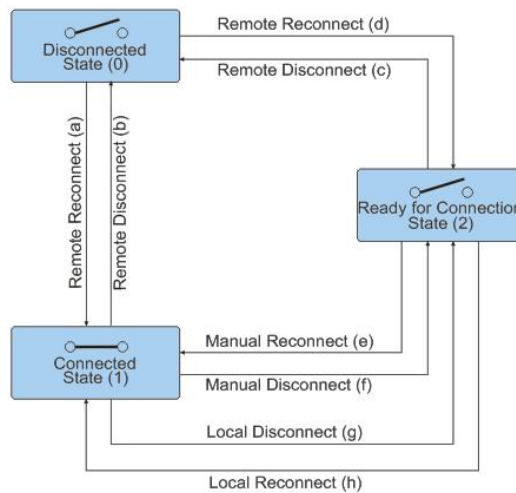 Disconnected
State (0)
Remote Reconnect (d)
Remote Disconnect (c)
Remote Reconnect (a)
Remote Disconnect (b)
Ready for Connection
State (2)
Connected
State (1)
Manual Reconnect (e)
Manual Disconnect (f)
Local Disconnect (g)
Local Reconnect (h)